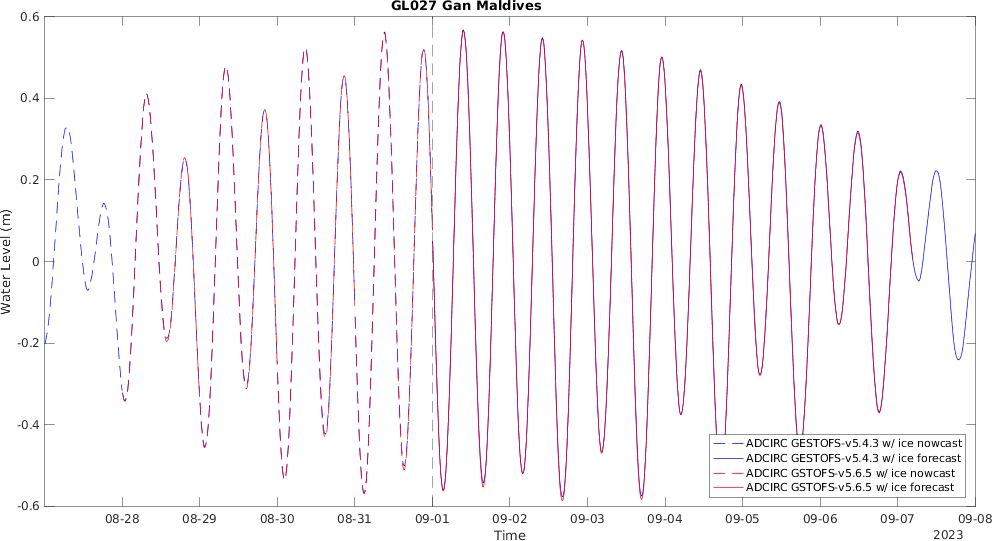 GL027 Gan Maldives
0.6
0.4
0.2
0
-0.2
-0.4
-0.6
Water Level (m)
08-28 08-29 08-30 08-31 09-01 09-02 09-03 09-04 09-05 09-06 09-07 09-08
Time
2023
ADCIRC GESTOFS-v5.4.3 w/ ice nowcast
ADCIRC GESTOFS-v5.4.3 w/ ice forecast
ADCIRC GSTOFS-v5.6.5 w/ ice nowcast
ADCIRC GSTOFS-v5.6.5 w/ ice forecast